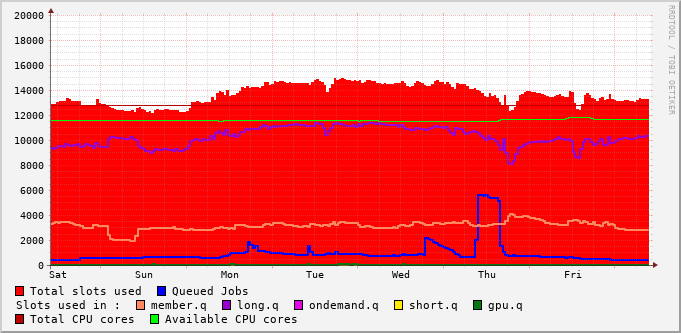 20000
18000
16000
14000
12000
10000
8000
6000
4000
2000
0
Sat Sun Mon Tue Wed Thu Fri
RRDTOOL / TOBI OETIKER
Total slots used Queued Jobs
Slots used in : member.q long.q ondemand.q short.q gpu.q
Total CPU cores Available CPU cores